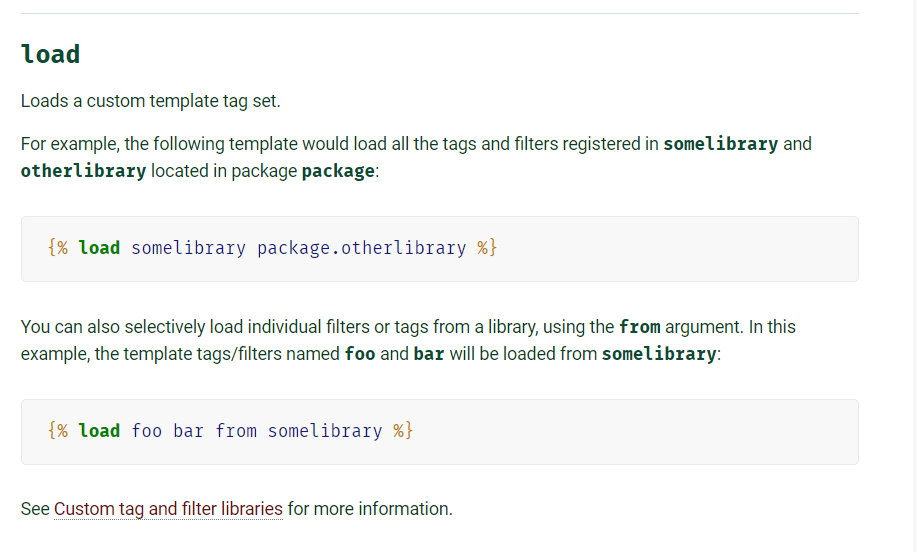 load
Loads a custom template tag set.
For example, the following template would load all the tags and filters registered in somelibrary and
otherlibrary located in package package:
{% load somelibrary package.otherlibrary %}
You can also selectively load individual filters or tags from a library, using the from argument. In this
example, the template tags/filters named foo and bar will be loaded from somelibrary:
{% load foo bar from somelibrary %}
See Custom tag and filter libraries for more information.